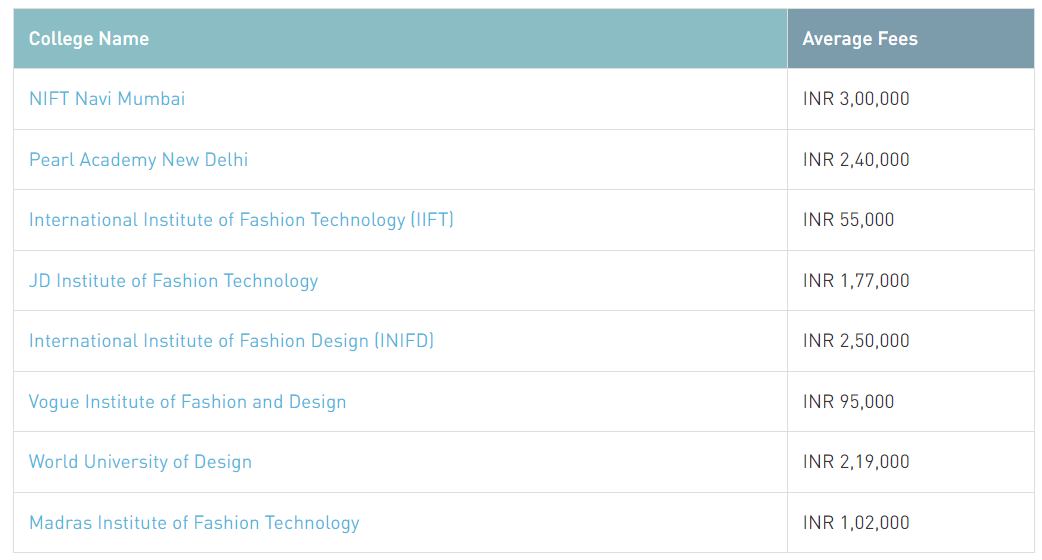 College Name Average Fees
NIFT Navi Mumbai INR 3,00,000
Pearl Academy New Delhi INR 2,40,000
International Institute of Fashion Technology (IIFT) INR 55,000
JD Institute of Fashion Technology INR 1,77,000
International Institute of Fashion Design (INIFD) INR 2,50,000
Vogue Institute of Fashion and Design INR 95,000
World University of Design INR 2,19,000
Madras Institute of Fashion Technology INR 1,02,000